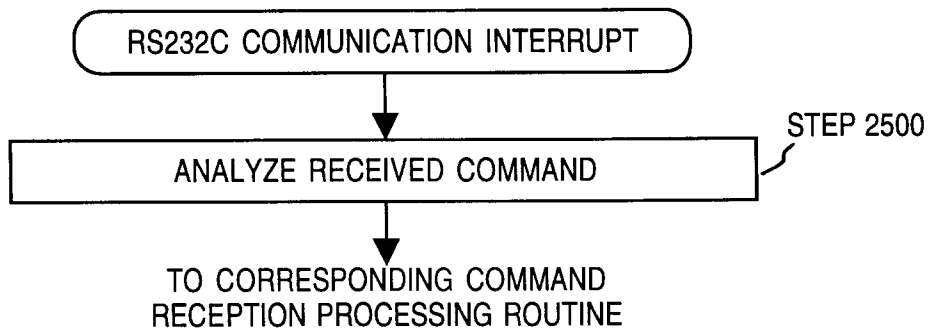 RS232C COMMUNICATION INTERRUPT
STEP 2500
ANALYZE RECEIVED COMMAND
TO CORRESPONDING COMMAND
RECEPTION PROCESSING ROUTINE